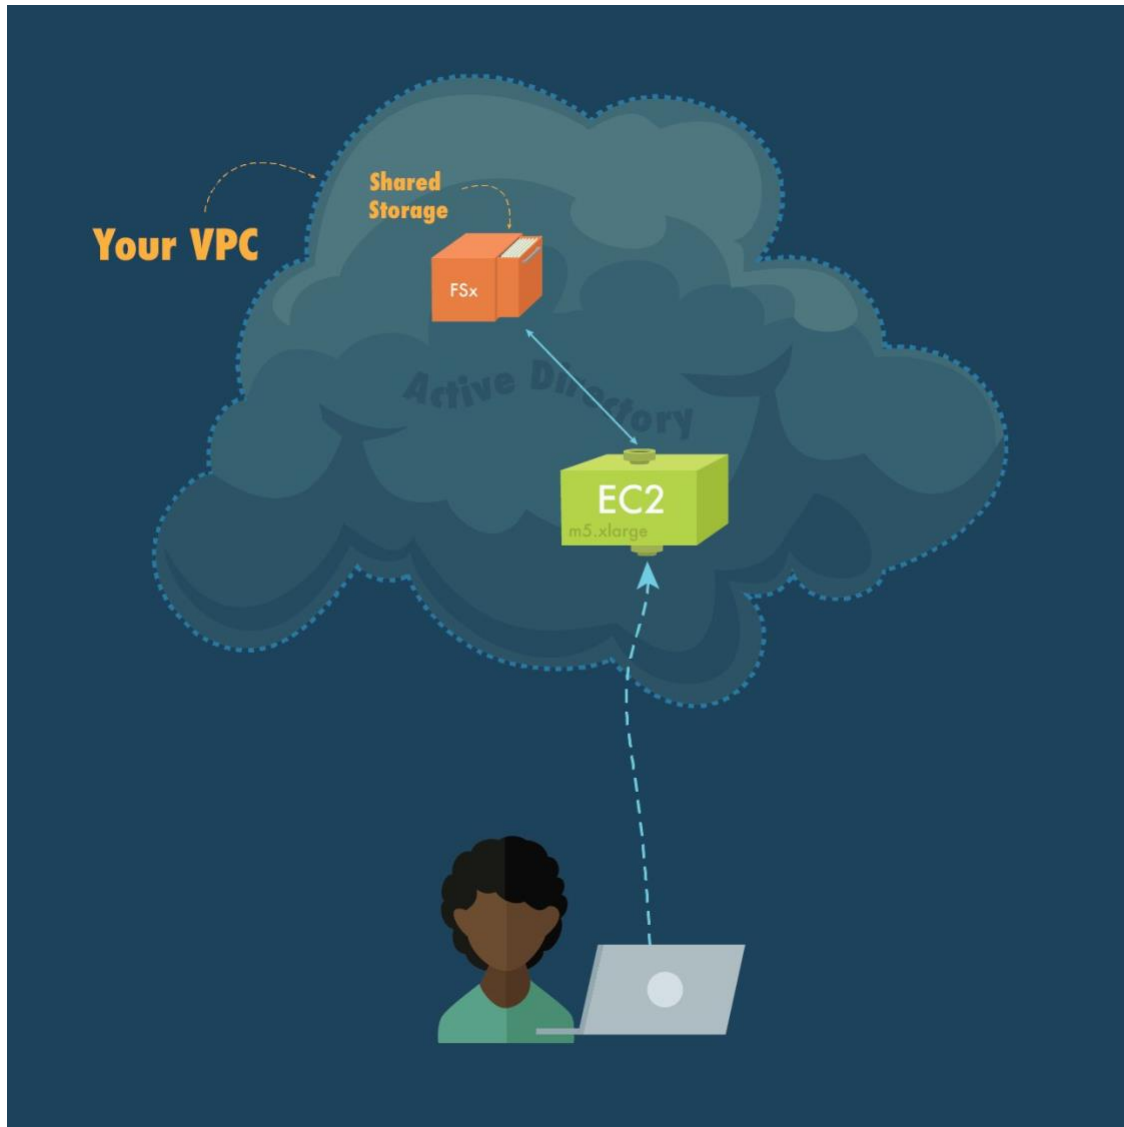 Shared
Storage
Your VPC
FSx
Active Directory
EC2
m5.xlarge